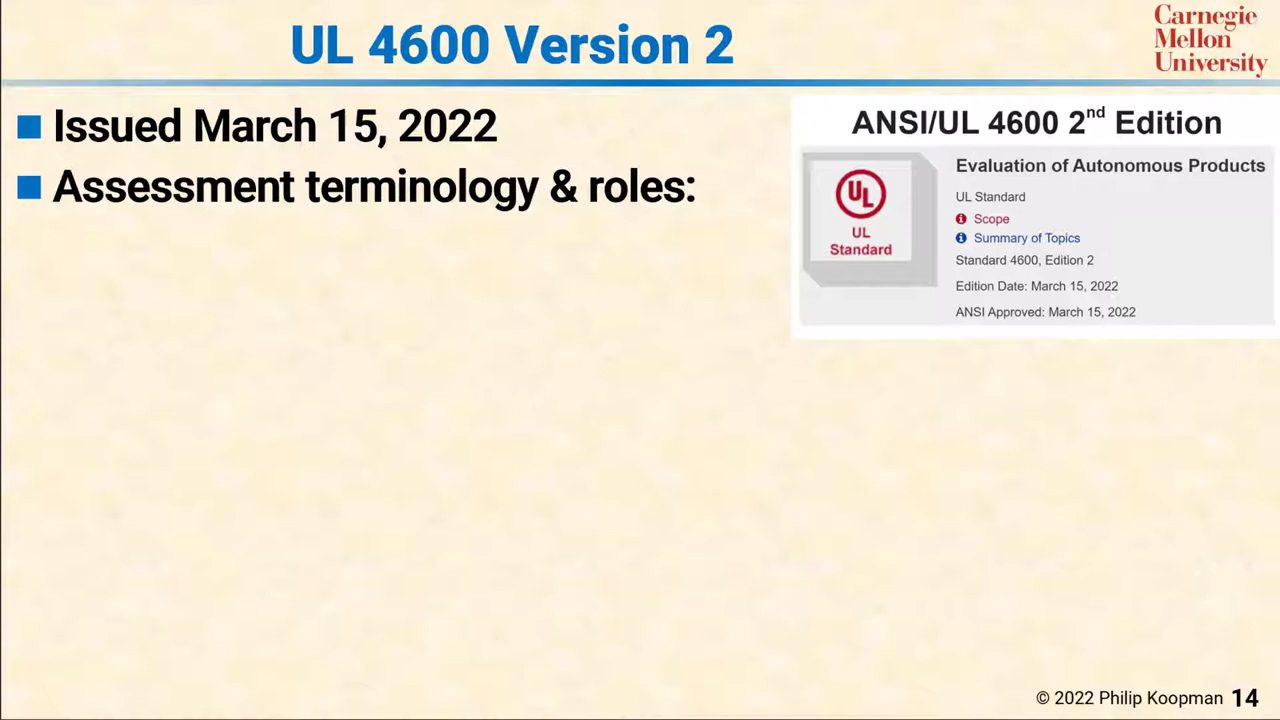 UL 4600 Version 2
Carnegie
Mellon
University
■ Issued March 15, 2022
■ Assessment terminology & roles:
ANSI/UL 4600 2nd Edition
UL
UL
Standard
Evaluation of Autonomous Products
UL Standard
Scope
Summary of Topics
Standard 4600, Edition 2
Edition Date: March 15, 2022
ANSI Approved: March 15, 2022
© 2022 Philip Koopman 14